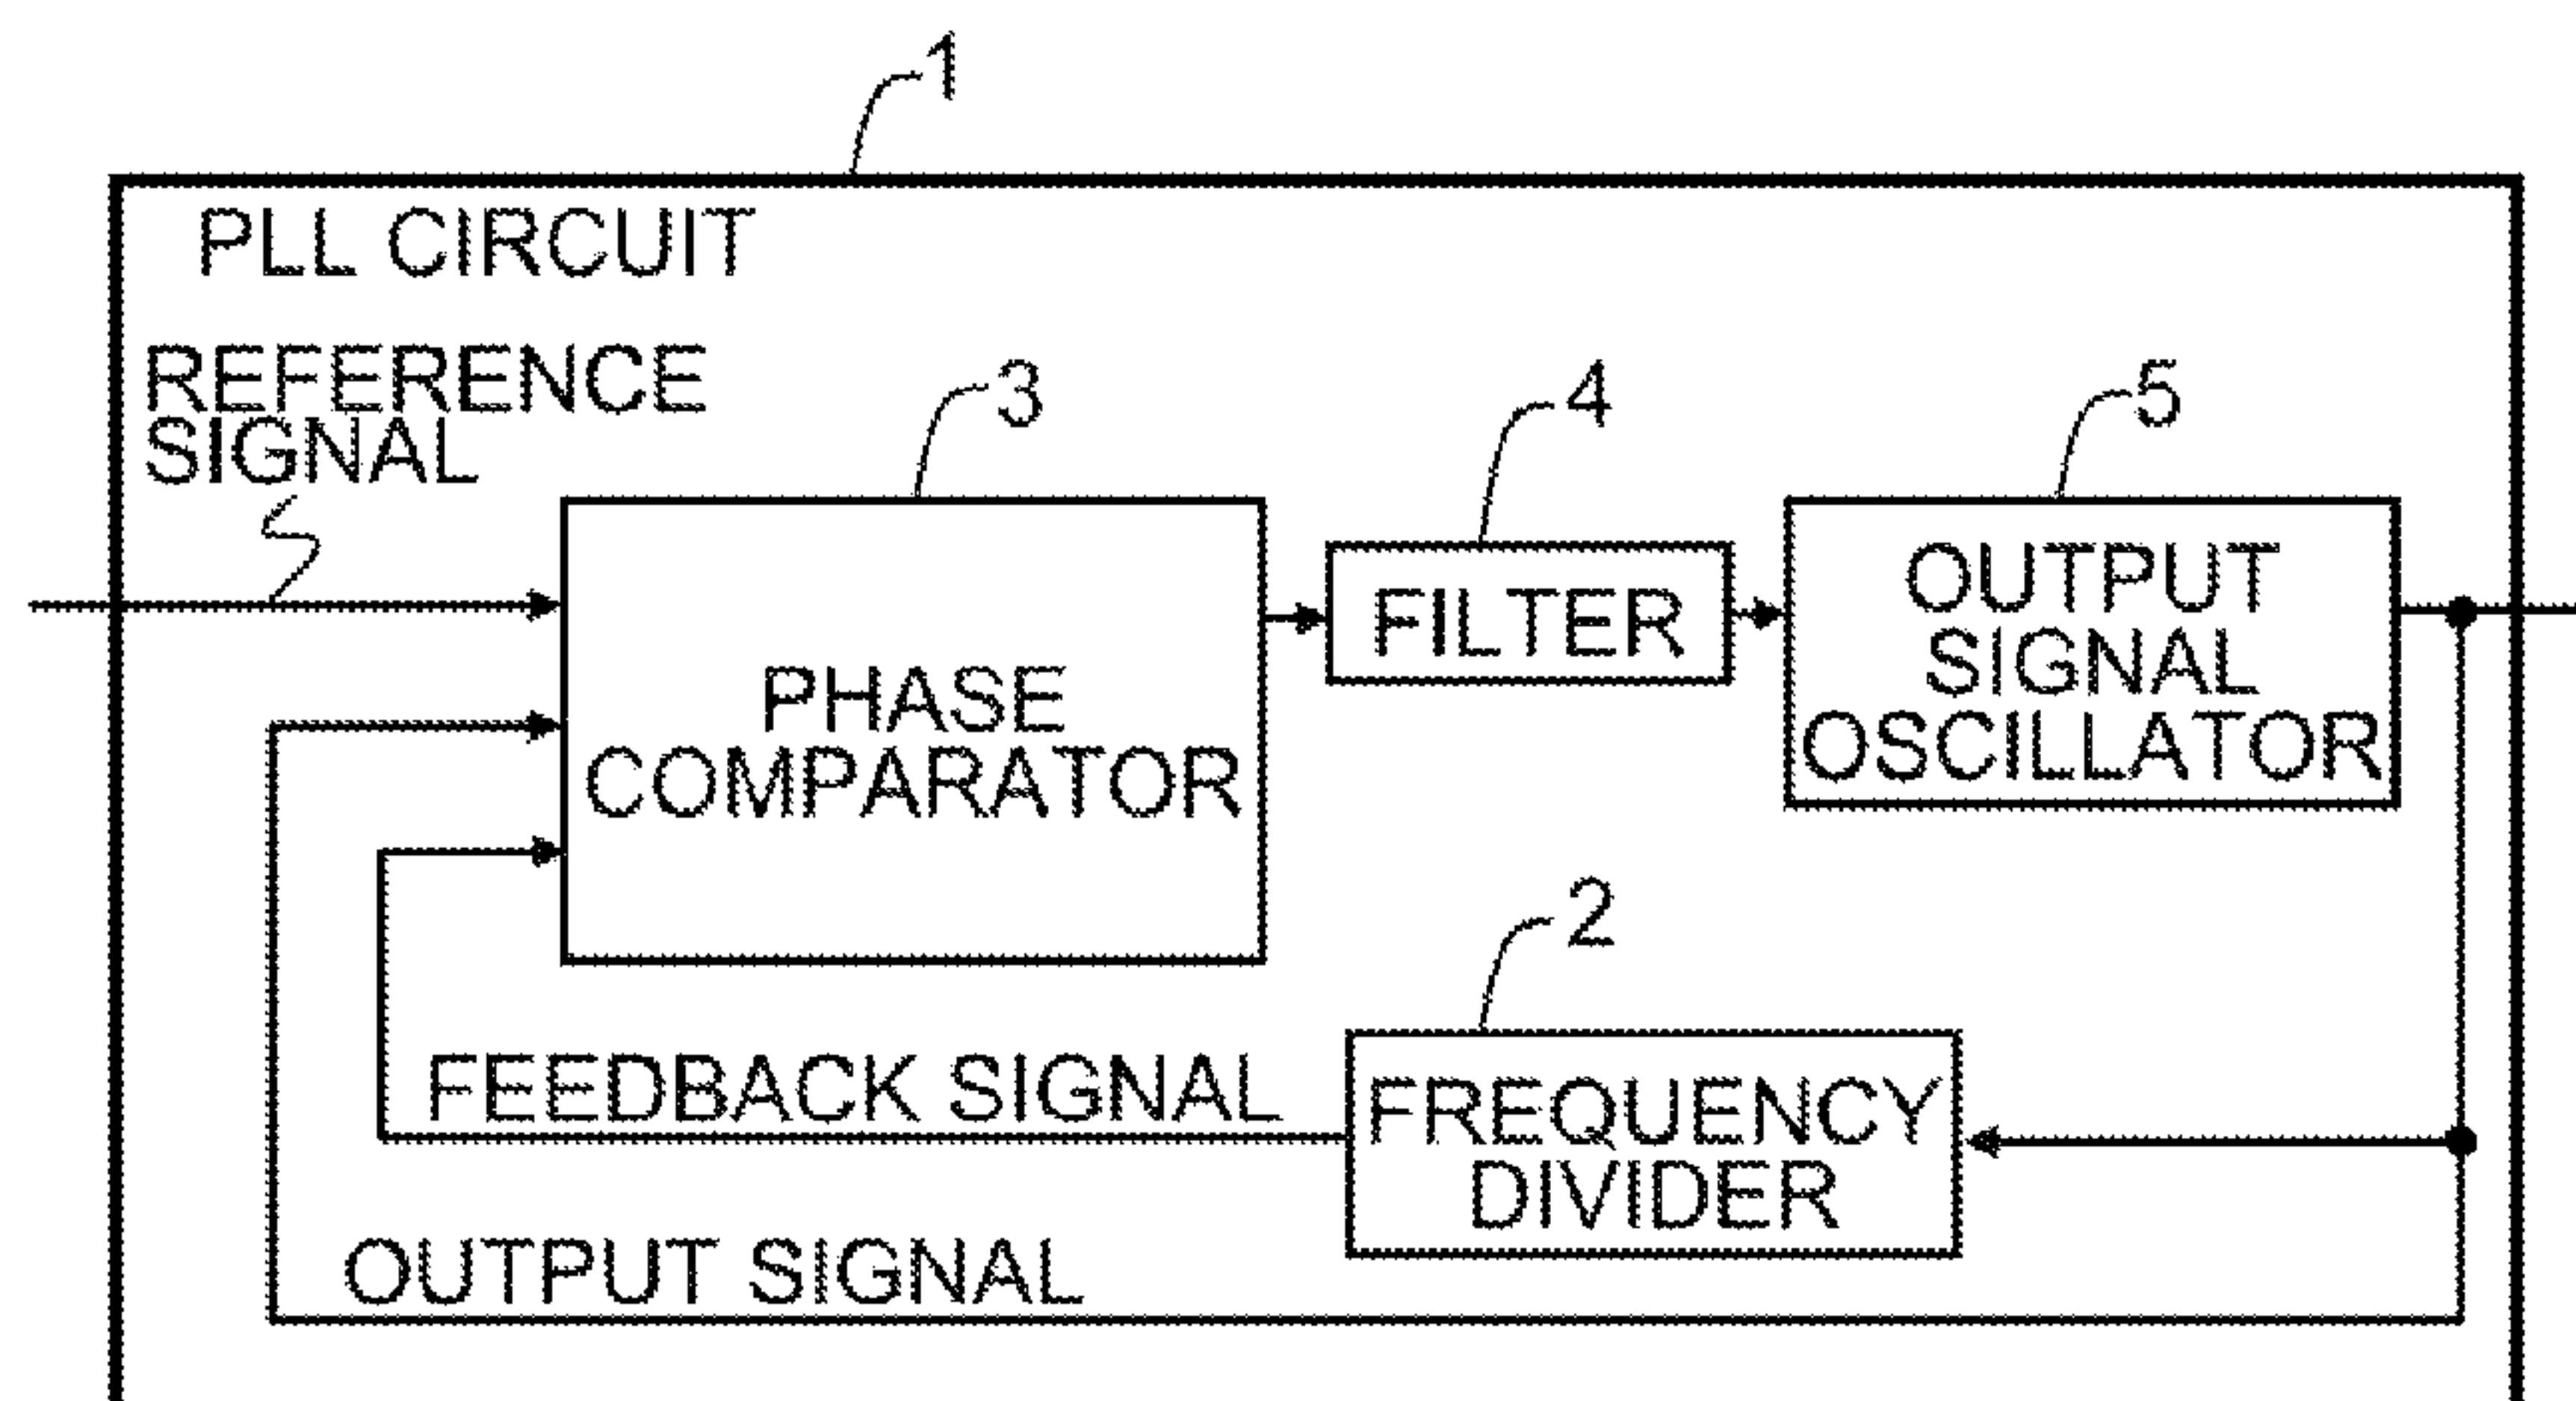 1
PLL CIRCUIT
REFERENCE
SIGNAL
3
4
5
PHASE
COMPARATOR
FILTER
OUTPUT
SIGNAL
OSCILLATOR
2
FEEDBACK SIGNAL
FREQUENCY
DIVIDER
OUTPUT SIGNAL